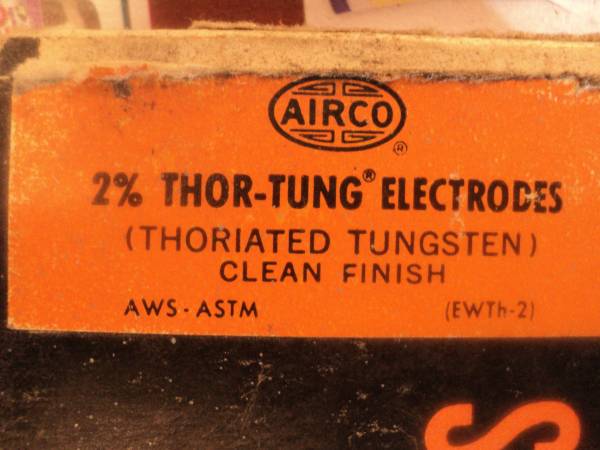 AIRCO ®
2% THOR-TUNG® ELECTRODES
(THORIATED TUNGSTEN)
CLEAN FINISH
AWS-ASTM (EWTh-2)
S